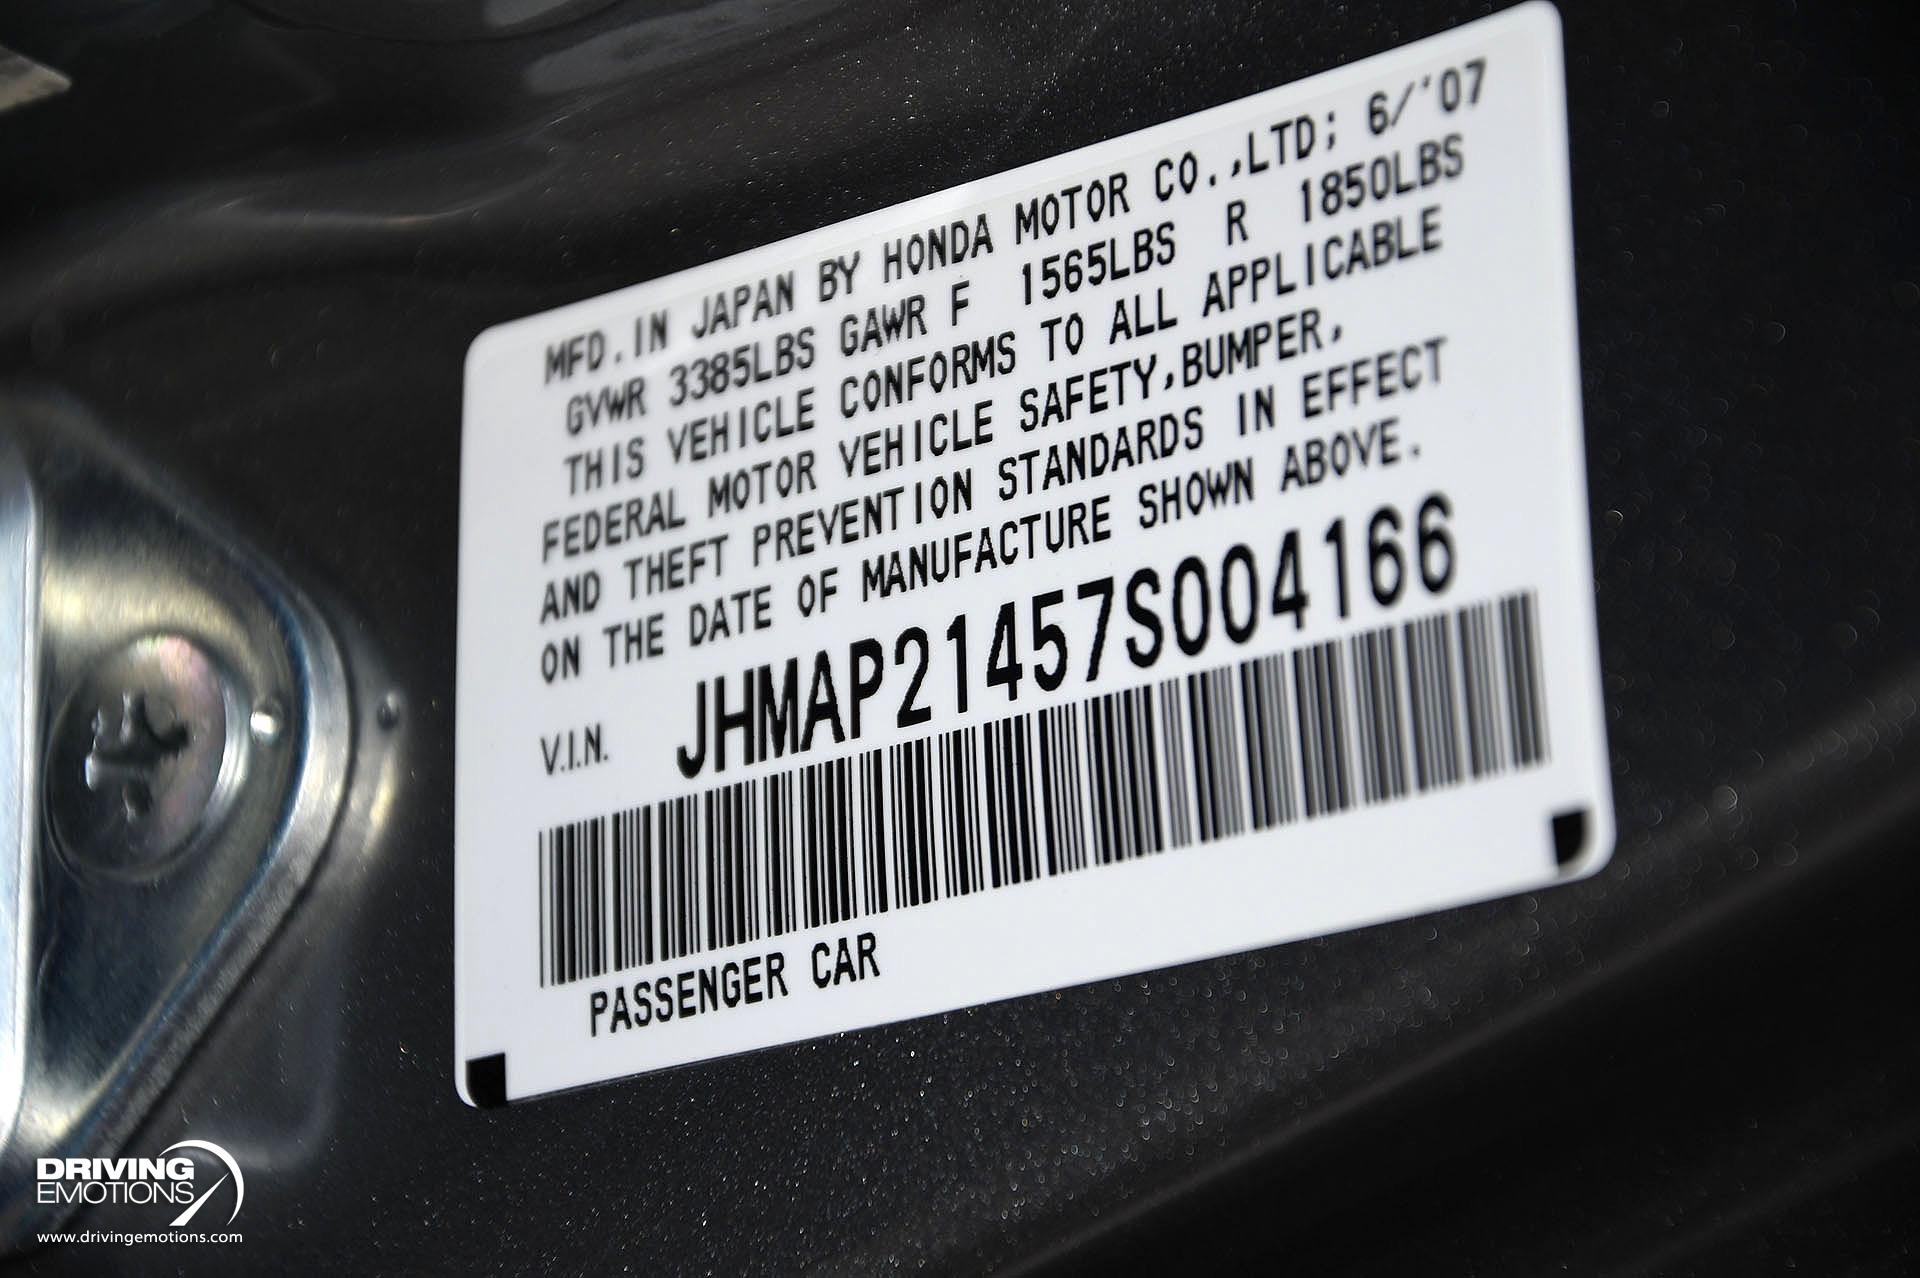 MFD. IN JAPAN BY HONDA MOTOR CO.,LTD; 6/'07
GVWR 3385LBS GAWR F 1565LBS R 1850LBS
THIS VEHICLE CONFORMS TO ALL APPLICABLE
FEDERAL MOTOR VEHICLE SAFETY,BUMPER,
AND THEFT PREVENTION STANDARDS IN EFFECT
ON THE DATE OF MANUFACTURE SHOWN ABOVE.
V.I.N. JHMAP21457S004166
PASSENGER CAR
DRIVING
EMOTIONS
www.drivingemotions.com